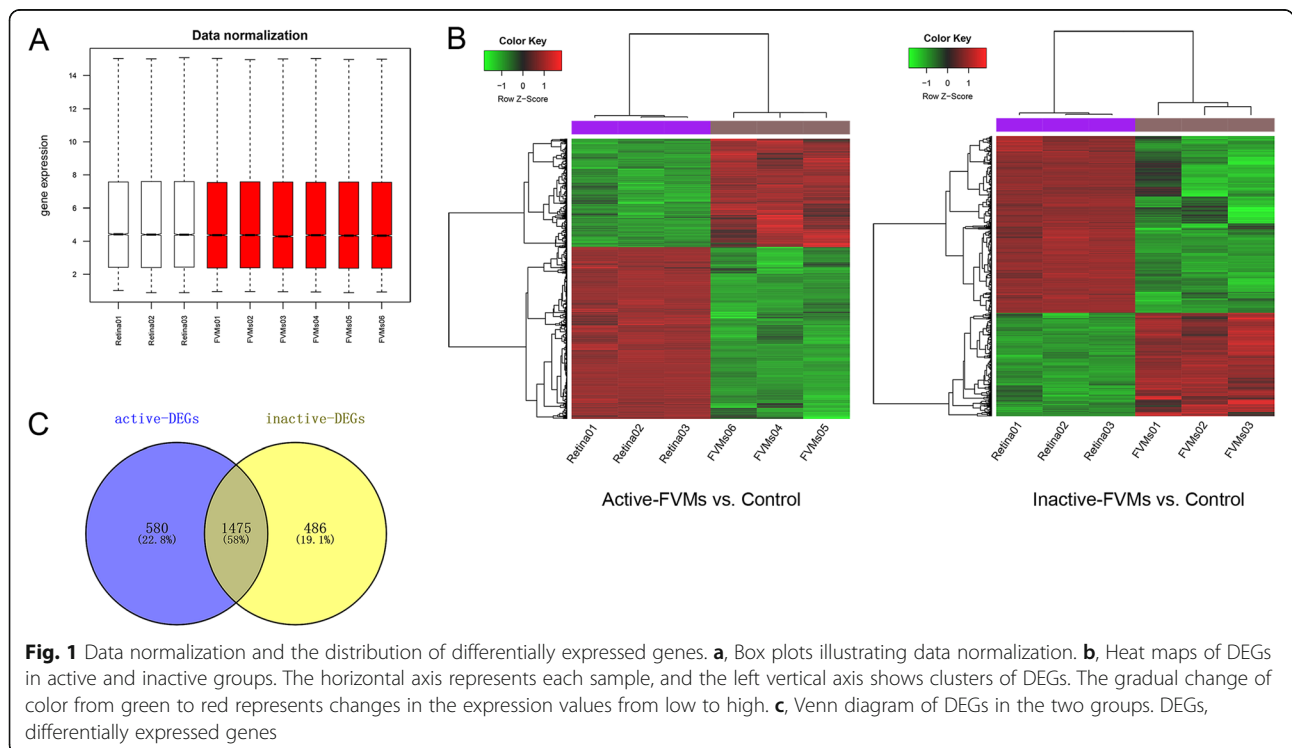 A
Data normalization
gene expression
14
12
10
8
6
4
2
Retina01
Retina02
Retina03
FVMs01
FVMs02
FVMs03
FVMs04
FVMs05
FVMs06
B
Color Key
−1 0 1
Row Z-Score
Retina01
Retina02
Retina03
FVMs06
FVMs04
FVMs05
Active-FVMs vs. Control
Color Key
−1 0 1
Row Z-Score
Retina01
Retina02
Retina03
FVMs01
FVMs02
FVMs03
Inactive-FVMs vs. Control
C
active-DEGs
inactive-DEGs
580
(22.8%)
1475
(58%)
486
(19.1%)
Fig. 1 Data normalization and the distribution of differentially expressed genes. a, Box plots illustrating data normalization. b, Heat maps of DEGs
in active and inactive groups. The horizontal axis represents each sample, and the left vertical axis shows clusters of DEGs. The gradual change of
color from green to red represents changes in the expression values from low to high. c, Venn diagram of DEGs in the two groups. DEGs,
differentially expressed genes